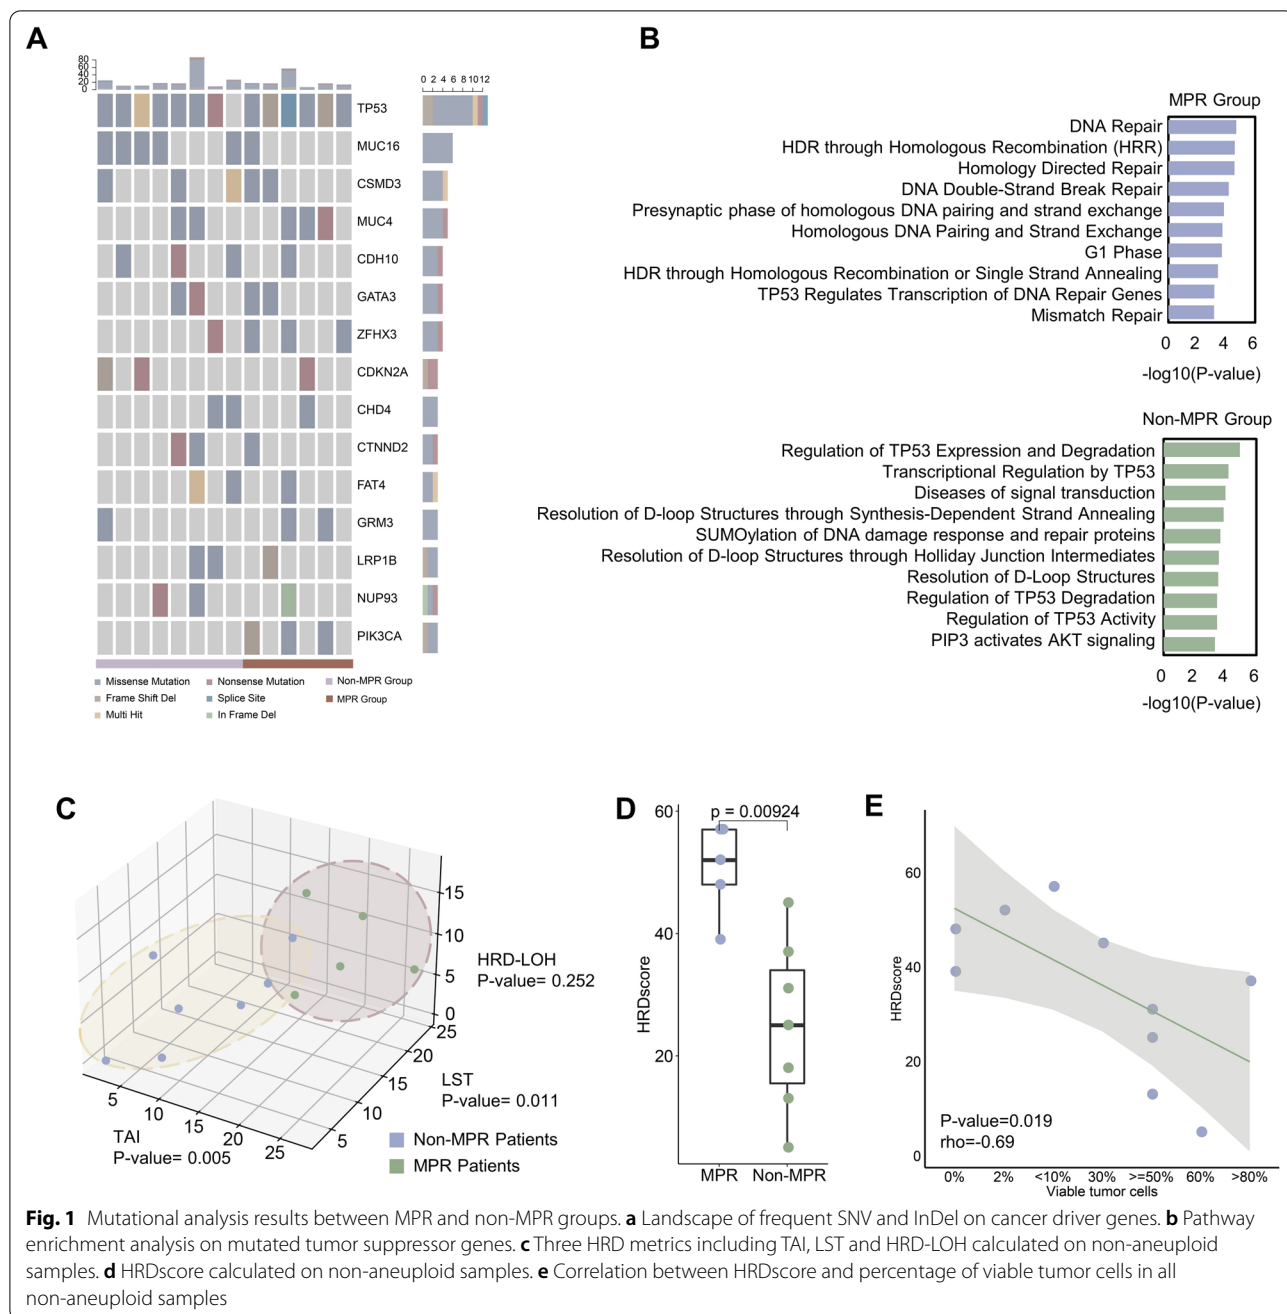 A
80
60
40
20
0
0 2 4 6 8 10 12
TP53
MUC16
CSMD3
MUC4
CDH10
GATA3
ZFHX3
CDKN2A
CHD4
CTNND2
FAT4
GRM3
LRP1B
NUP93
PIK3CA
Missense Mutation Nonsense Mutation Non-MPR Group
Frame Shift Del Splice Site MPR Group
Multi Hit In Frame Del
B
MPR Group
DNA Repair
HDR through Homologous Recombination (HRR)
Homology Directed Repair
DNA Double-Strand Break Repair
Presynaptic phase of homologous DNA pairing and strand exchange
Homologous DNA Pairing and Strand Exchange
G1 Phase
HDR through Homologous Recombination or Single Strand Annealing
TP53 Regulates Transcription of DNA Repair Genes
Mismatch Repair
0 2 4 6
-log10(P-value)
Non-MPR Group
Regulation of TP53 Expression and Degradation
Transcriptional Regulation by TP53
Diseases of signal transduction
Resolution of D-loop Structures through Synthesis-Dependent Strand Annealing
SUMOylation of DNA damage response and repair proteins
Resolution of D-loop Structures through Holliday Junction Intermediates
Resolution of D-Loop Structures
Regulation of TP53 Degradation
Regulation of TP53 Activity
PIP3 activates AKT signaling
0 2 4 6
-log10(P-value)
C
15
10
5
0
HRD-LOH
P-value= 0.252
25
20
15
10
5
LST
P-value= 0.011
5
10
15
20
25
TAI
P-value= 0.005
Non-MPR Patients
MPR Patients
D
p = 0.00924
60
40
20
HRDscore
MPR Non-MPR
E
60
40
20
0
HRDscore
P-value=0.019
rho=-0.69
0% 2% <10% 30% >=50% 60% >80%
Viable tumor cells
Fig. 1 Mutational analysis results between MPR and non-MPR groups. a Landscape of frequent SNV and InDel on cancer driver genes. b Pathway
enrichment analysis on mutated tumor suppressor genes. c Three HRD metrics including TAI, LST and HRD-LOH calculated on non-aneuploid
samples. d HRDscore calculated on non-aneuploid samples. e Correlation between HRDscore and percentage of viable tumor cells in all
non-aneuploid samples